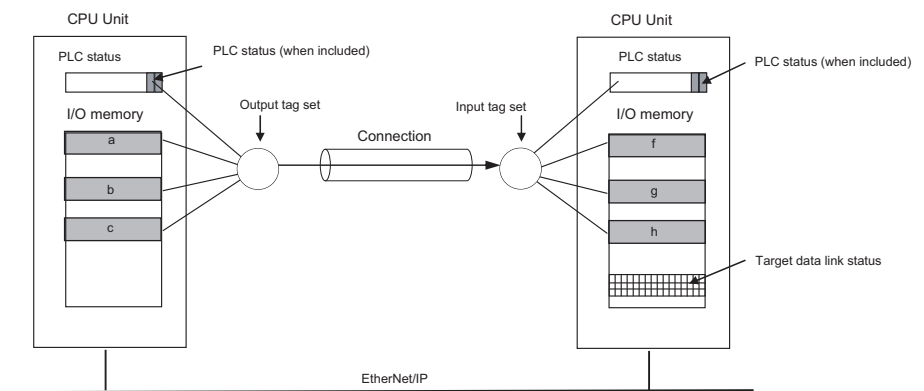 CPU Unit
PLC status
PLC status (when included)
I/O memory
a
b
c
Output tag set
Connection
Input tag set
CPU Unit
PLC status
PLC status (when included)
I/O memory
f
g
h
Target data link status
EtherNet/IP